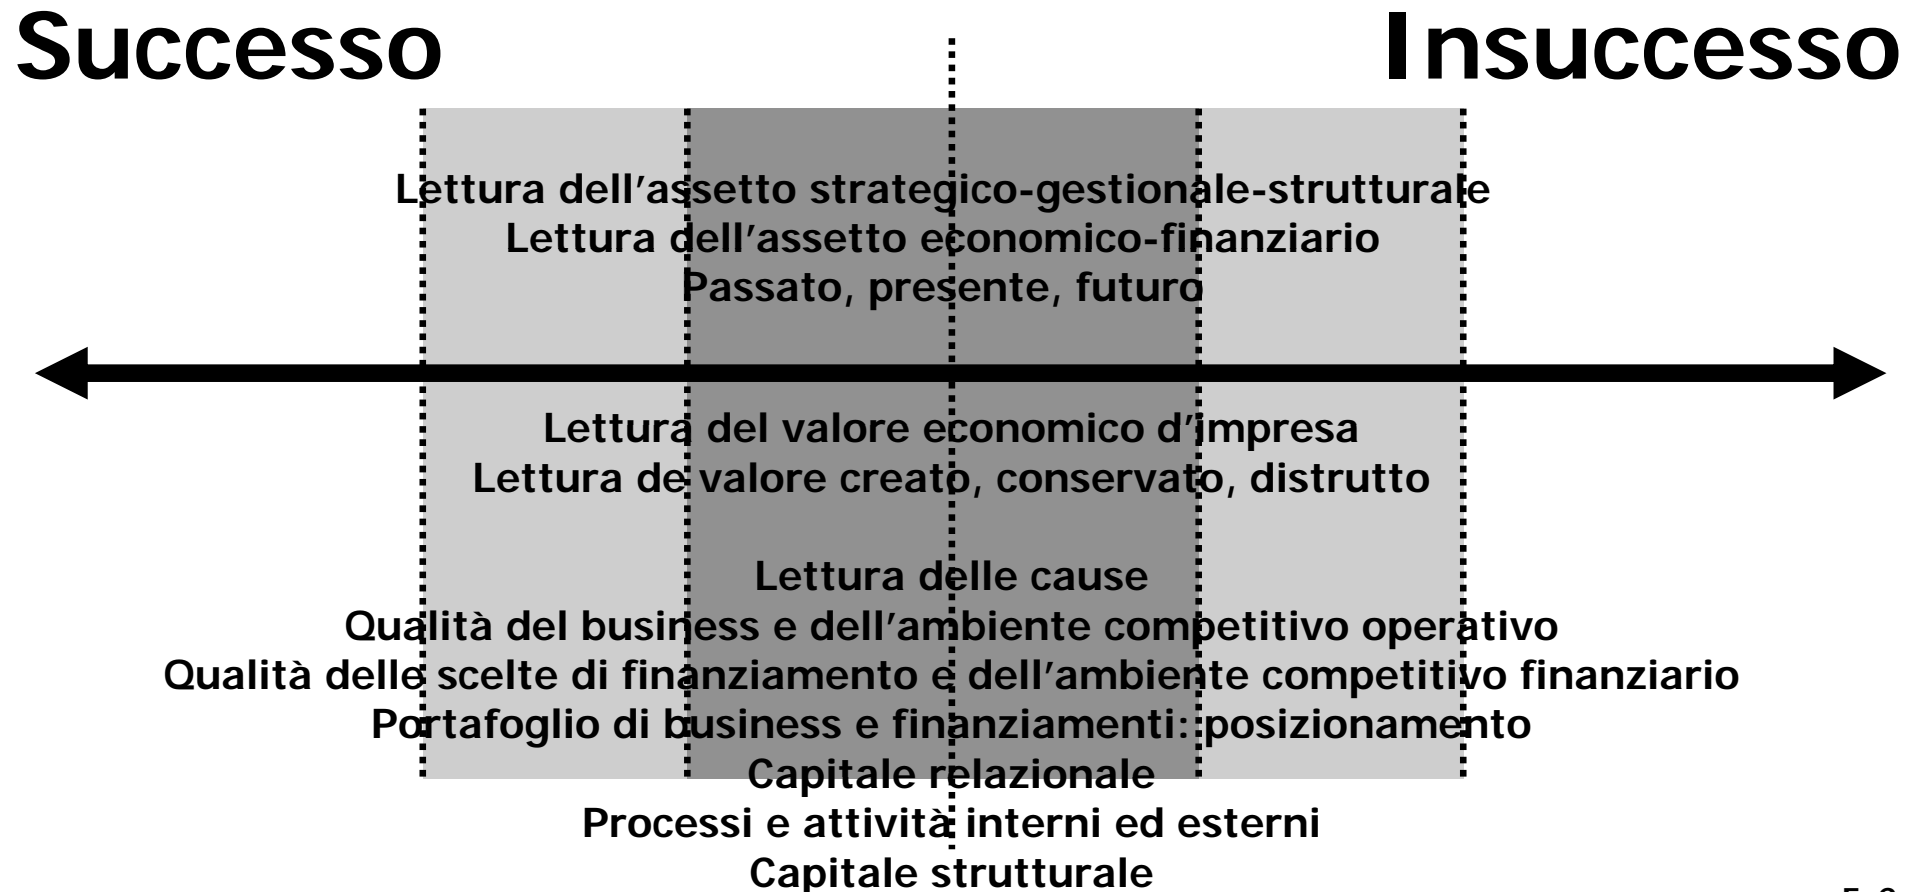 Successo
Insuccesso
Lettura dell’assetto strategico-gestionale-strutturale
Lettura dell’assetto economico-finanziario
Passato, presente, futuro
Lettura del valore economico d’impresa
Lettura de valore creato, conservato, distrutto
Lettura delle cause
Qualità del business e dell’ambiente competitivo operativo
Qualità delle scelte di finanziamento e dell’ambiente competitivo finanziario
Portafoglio di business e finanziamenti: posizionamento
Capitale relazionale
Processi e attività interni ed esterni
Capitale strutturale